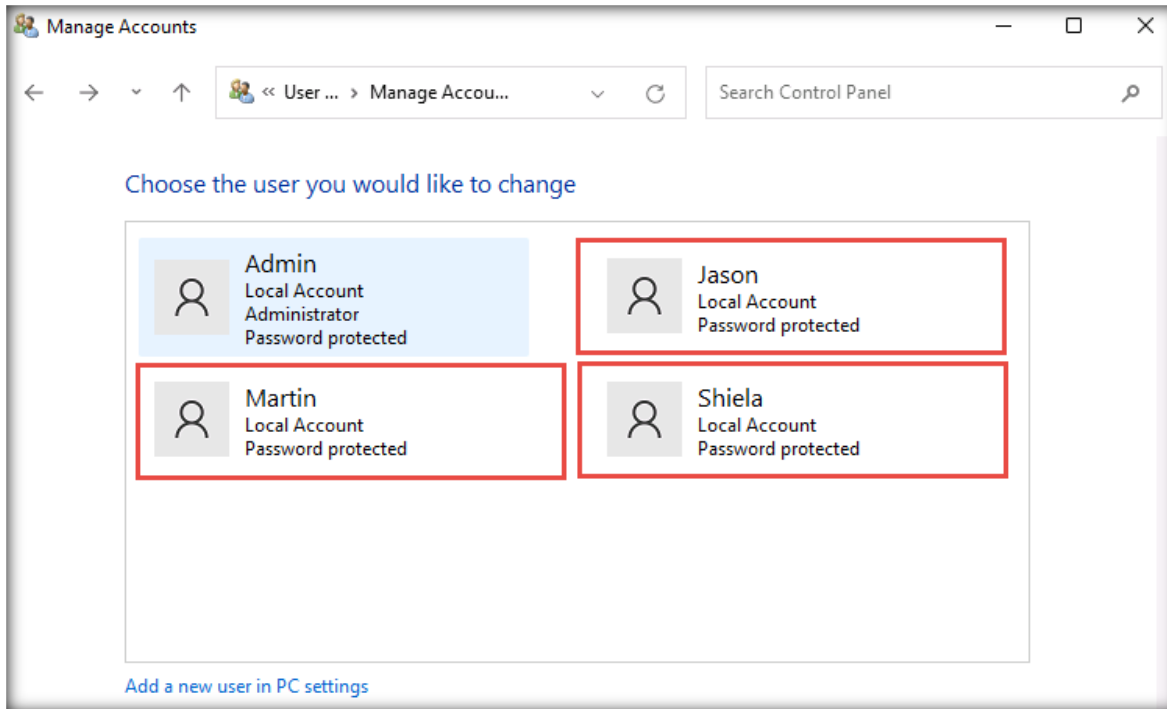 Manage Accounts
« User ... › Manage Accou...
Search Control Panel
Choose the user you would like to change
Admin
Local Account
Administrator
Password protected
Jason
Local Account
Password protected
Martin
Local Account
Password protected
Shiela
Local Account
Password protected
Add a new user in PC settings